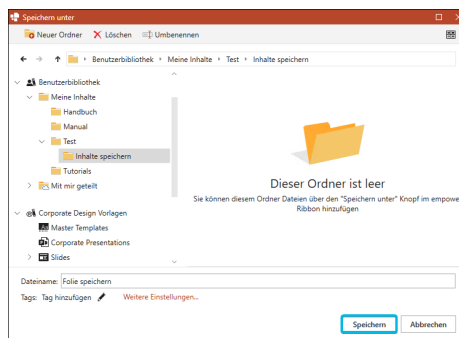 Speichern unter
Neuer Ordner Löschen Umbenennen
Benutzerbibliothek Meine Inhalte Test Inhalte speichern
Benutzerbibliothek
Meine Inhalte
Handbuch
Manual
Test
Inhalte speichern
Tutorials
Mit mir geteilt
Corporate Design Vorlagen
Master Templates
Corporate Presentations
Slides
Dieser Ordner ist leer
Sie können diesem Ordner Dateien über den "Speichern unter" Knopf im empowe
Ribbon hinzufügen
Dateiname: Folie speichern
Tags: Tag hinzufügen Weitere Einstellungen...
Speichern Abbrechen